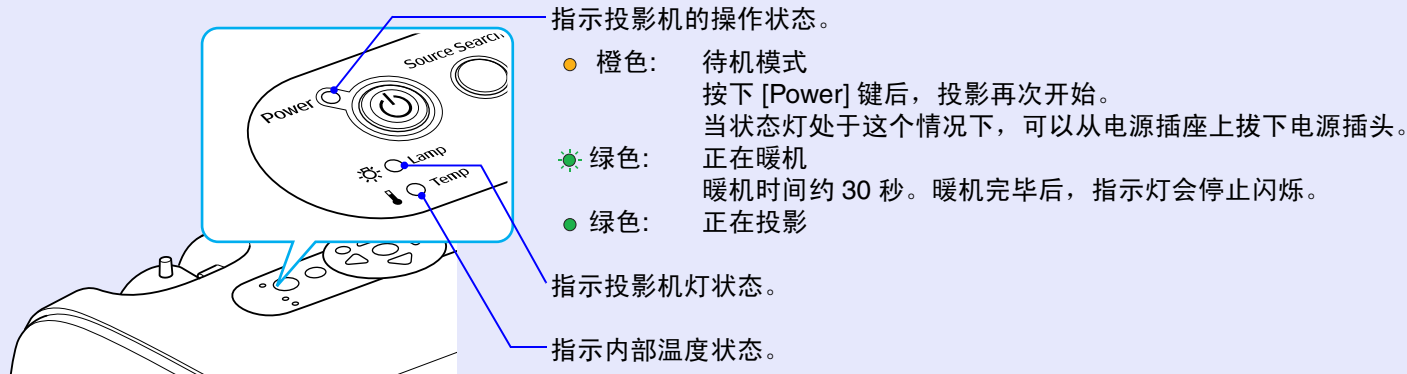 指示投影机的操作状态。
橙色: 待机模式
按下 [Power] 键后，投影再次开始。
当状态灯处于这个情况下，可以从电源插座上拔下电源插头。
绿色: 正在暖机
暖机时间约 30 秒。暖机完毕后，指示灯会停止闪烁。
绿色: 正在投影
指示投影机灯状态。
指示内部温度状态。
Source Search
Power
Lamp
Temp